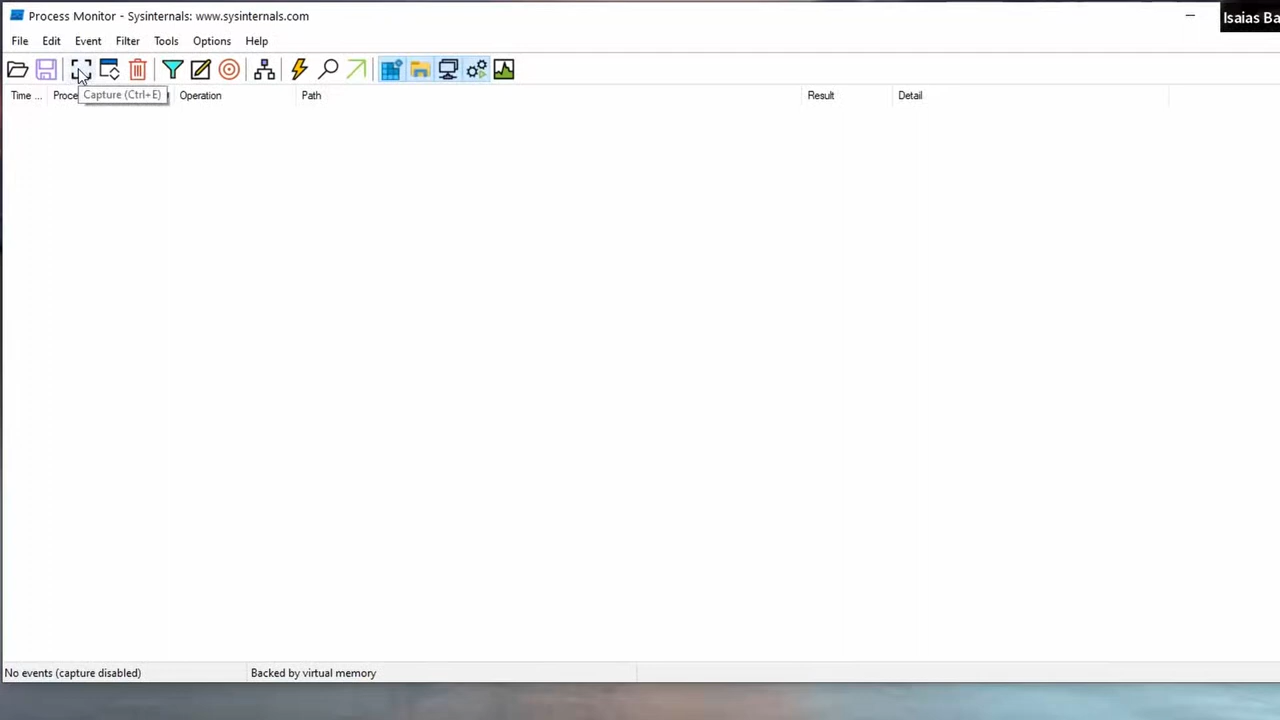 Process Monitor - Sysinternals: www.sysinternals.com
Isaias Ba
File Edit Event Filter Tools Options Help
Capture (Ctrl+E)
Time ... Proce Operation Path Result Detail
No events (capture disabled) Backed by virtual memory